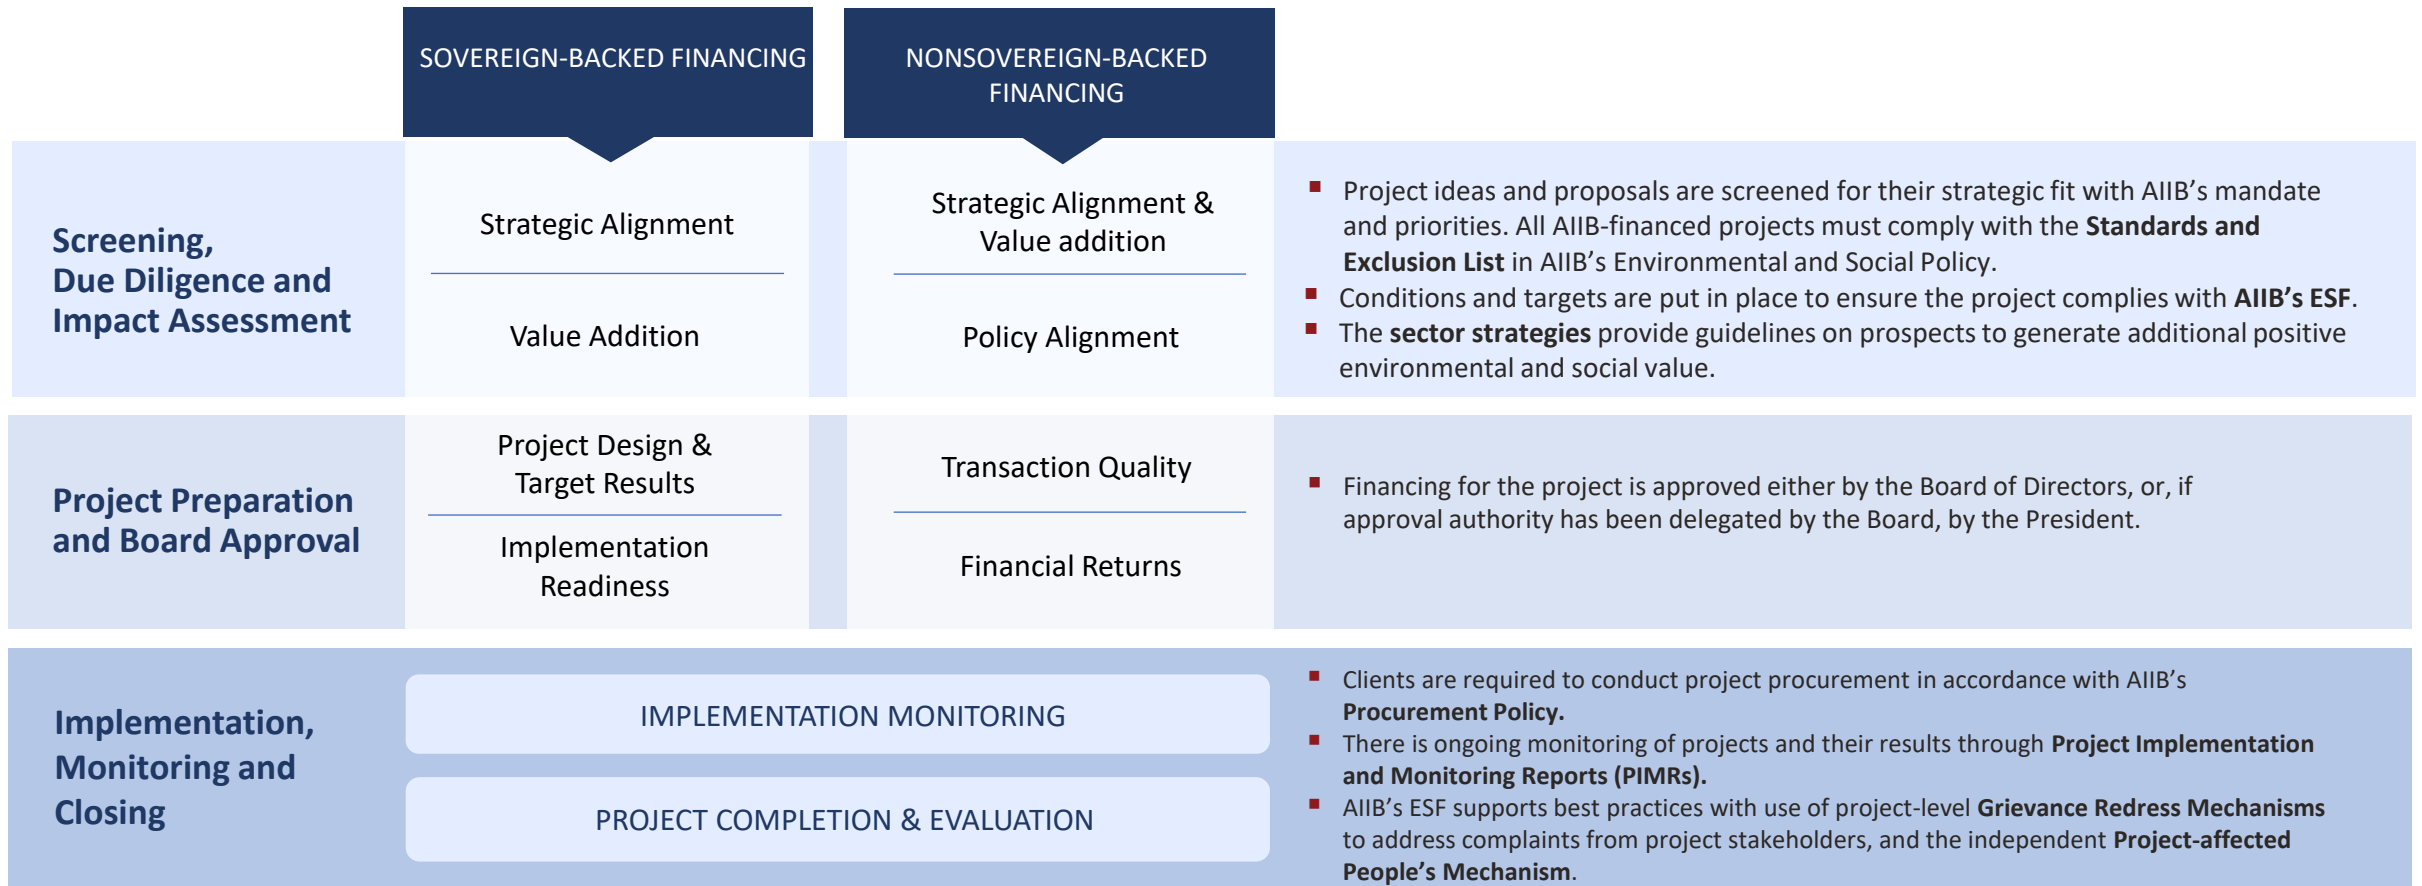 SOVEREIGN-BACKED FINANCING
NONSOVEREIGN-BACKED
FINANCING
Screening,
Due Diligence and
Impact Assessment
Strategic Alignment
Value Addition
Strategic Alignment &
Value addition
Policy Alignment
▪ Project ideas and proposals are screened for their strategic fit with AIIB’s mandate
and priorities. All AIIB-financed projects must comply with the Standards and
Exclusion List in AIIB’s Environmental and Social Policy.
▪ Conditions and targets are put in place to ensure the project complies with AIIB’s ESF.
▪ The sector strategies provide guidelines on prospects to generate additional positive
environmental and social value.
Project Preparation
and Board Approval
Project Design &
Target Results
Implementation
Readiness
Transaction Quality
Financial Returns
▪ Financing for the project is approved either by the Board of Directors, or, if
approval authority has been delegated by the Board, by the President.
Implementation,
Monitoring and
Closing
IMPLEMENTATION MONITORING
PROJECT COMPLETION & EVALUATION
▪ Clients are required to conduct project procurement in accordance with AIIB’s
Procurement Policy.
▪ There is ongoing monitoring of projects and their results through Project Implementation
and Monitoring Reports (PIMRs).
▪ AIIB’s ESF supports best practices with use of project-level Grievance Redress Mechanisms
to address complaints from project stakeholders, and the independent Project-affected
People’s Mechanism.